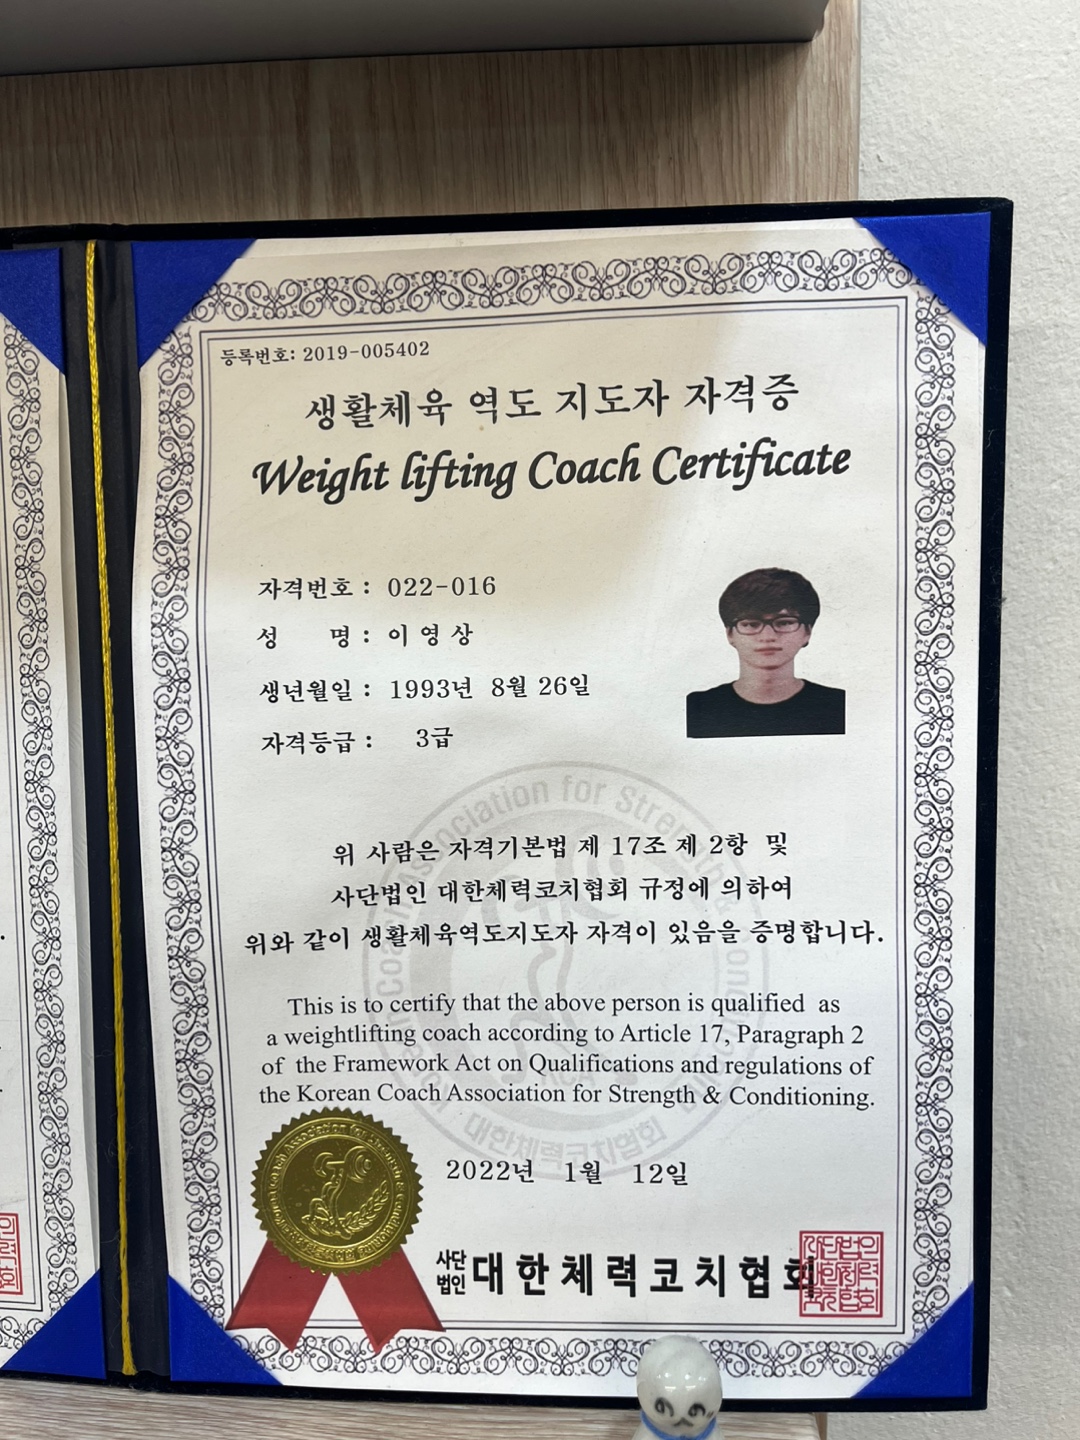 등록번호: 2019-005402
생활체육 역도 지도자 자격증
Weight lifting Coach Certificate
자격번호 : 022-016
성 명 : 이 영 상
생년월일 : 1993년 8월 26일
자격등급 : 3급
위 사람은 자격기본법 제 17조 제 2항 및
사단법인 대한체력코치협회 규정에 의하여
위와 같이 생활체육역도지도자 자격이 있음을 증명합니다.
This is to certify that the above person is qualified as
a weightlifting coach according to Article 17, Paragraph 2
of the Framework Act on Qualifications and regulations of
the Korean Coach Association for Strength & Conditioning.
대한체력코치협회
2022년 1월 12일
사단
법인 대한체력코치협회